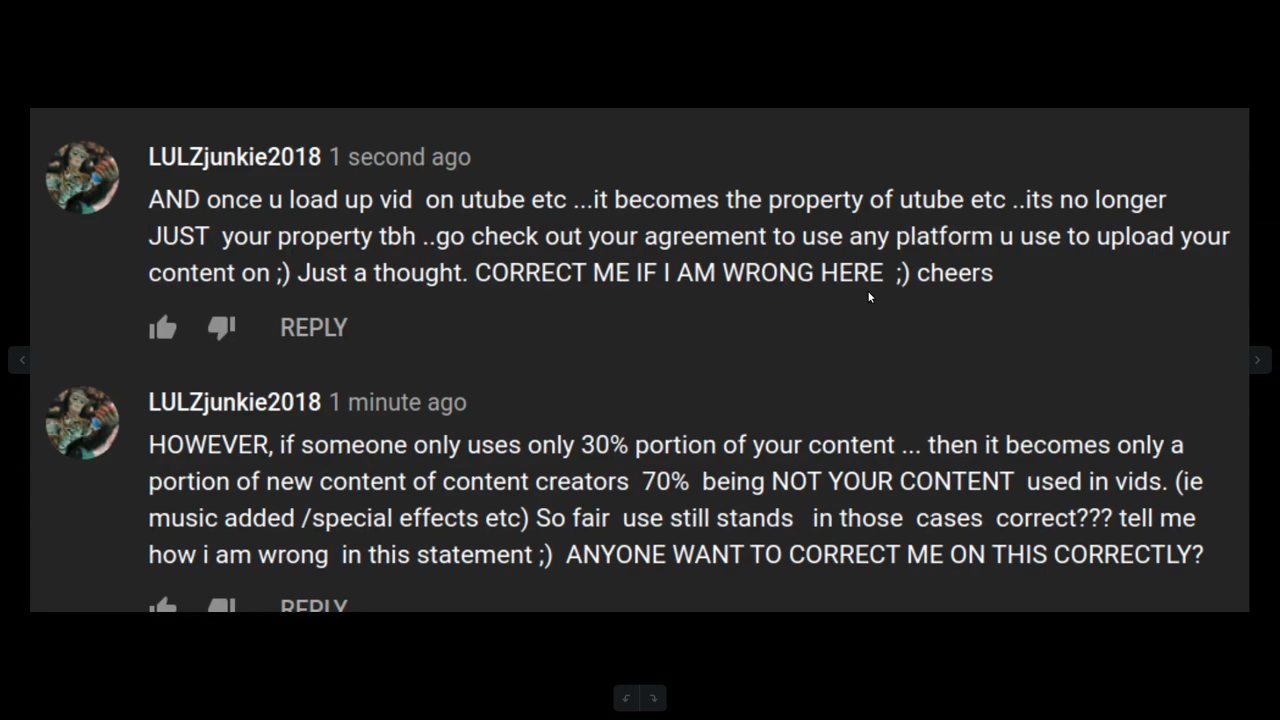 LULZjunkie2018 1 second ago
AND once u load up vid  on utube etc ...it becomes the property of utube etc ..its no longer
JUST  your property tbh ..go check out your agreement to use any platform u use to upload your
content on ;) Just a thought. CORRECT ME IF I AM WRONG HERE  ;) cheers
REPLY
LULZjunkie2018 1 minute ago
HOWEVER, if someone only uses only 30% portion of your content ... then it becomes only a
portion of new content of content creators  70%  being NOT YOUR CONTENT  used in vids. (ie
music added /special effects etc) So fair  use still stands   in those  cases  correct??? tell me
how i am wrong  in this statement ;)  ANYONE WANT TO CORRECT ME ON THIS CORRECTLY?
REPLY